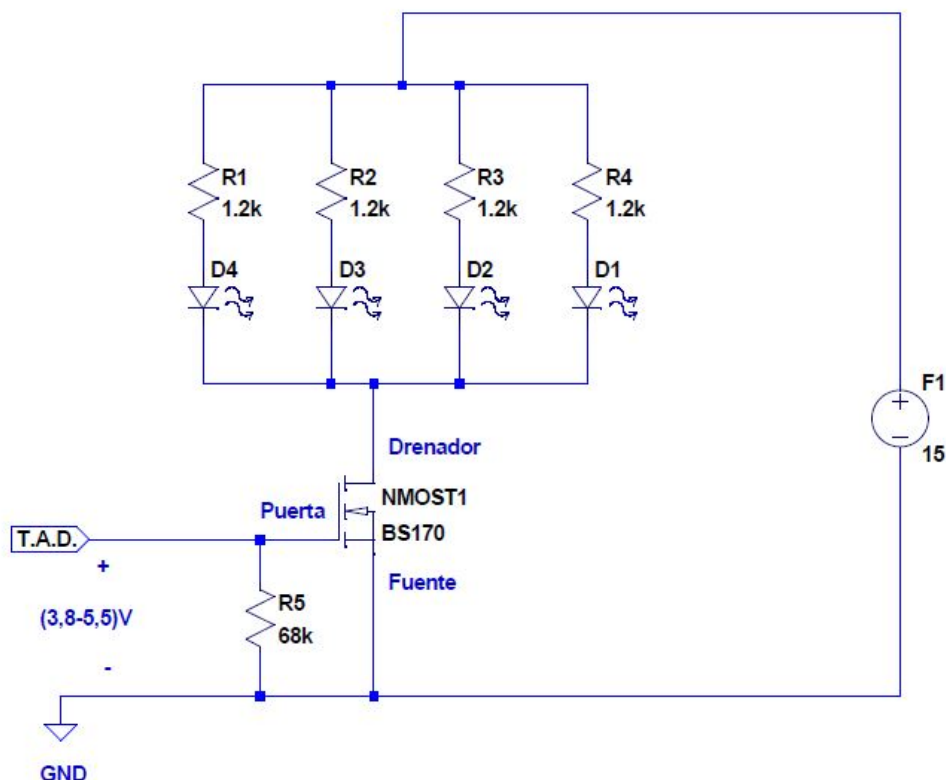 R1
1.2k
R2
1.2k
R3
1.2k
R4
1.2k
D4
D3
D2
D1
F1
15
Drenador
NMOST1
Puerta
BS170
T.A.D.
+
Fuente
(3,8-5,5)V
R5
68k
-
GND